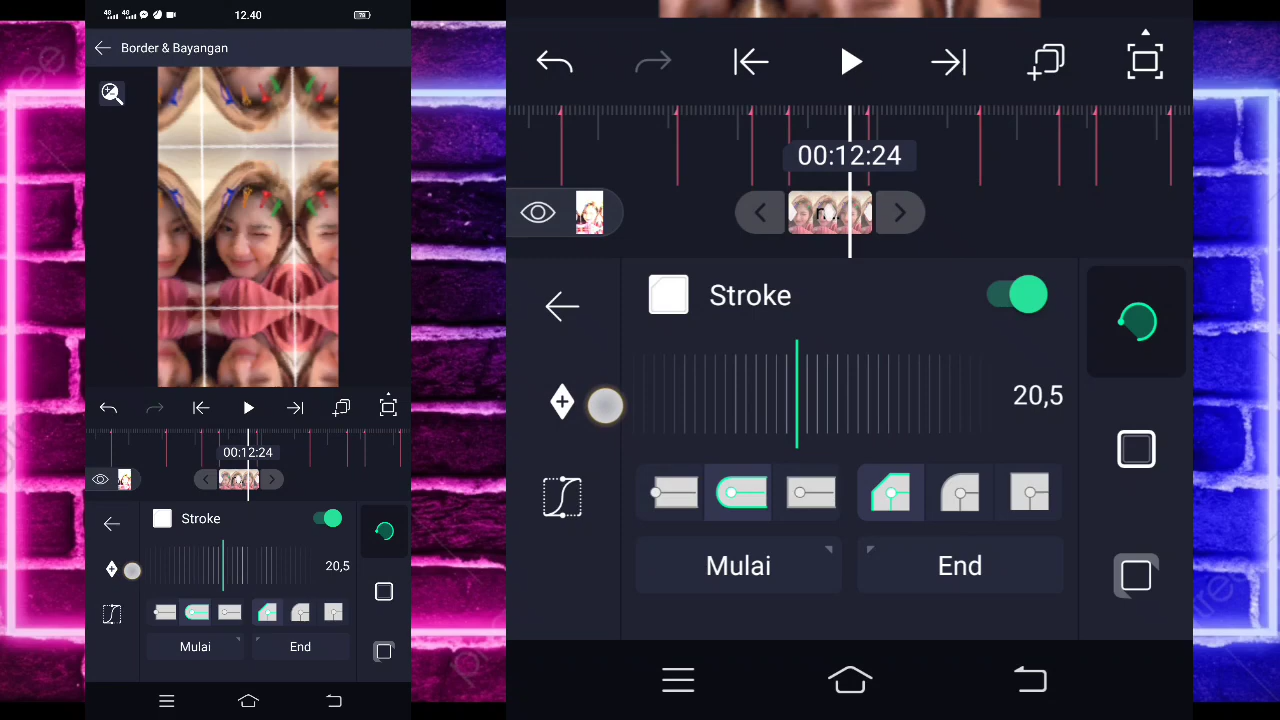 12.40
Border & Bayangan
00:12:24
Stroke
20,5
Mulai
End
00:12:24
Stroke
20,5
Mulai
End